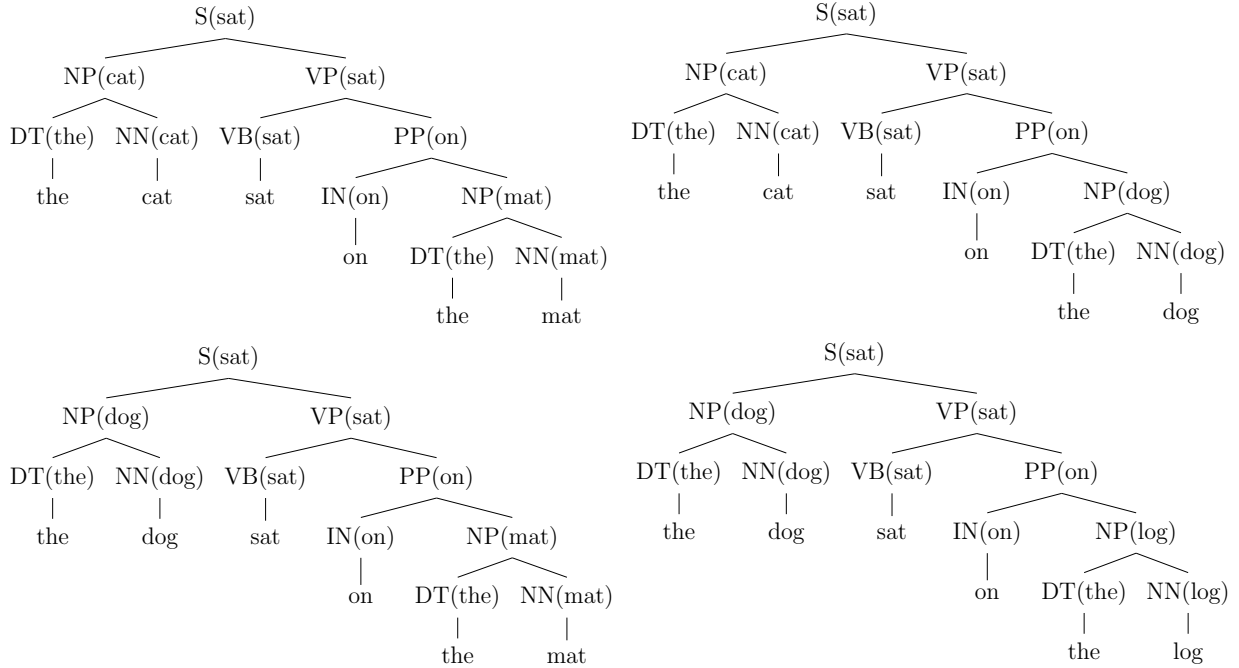 S(sat)
NP(cat) VP(sat)
DT(the) NN(cat) VB(sat) PP(on)
the cat sat IN(on) NP(mat)
on DT(the) NN(mat)
the mat
S(sat)
NP(cat) VP(sat)
DT(the) NN(cat) VB(sat) PP(on)
the cat sat IN(on) NP(dog)
on DT(the) NN(dog)
the dog
S(sat)
NP(dog) VP(sat)
DT(the) NN(dog) VB(sat) PP(on)
the dog sat IN(on) NP(mat)
on DT(the) NN(mat)
the mat
S(sat)
NP(dog) VP(sat)
DT(the) NN(dog) VB(sat) PP(on)
the dog sat IN(on) NP(log)
on DT(the) NN(log)
the log